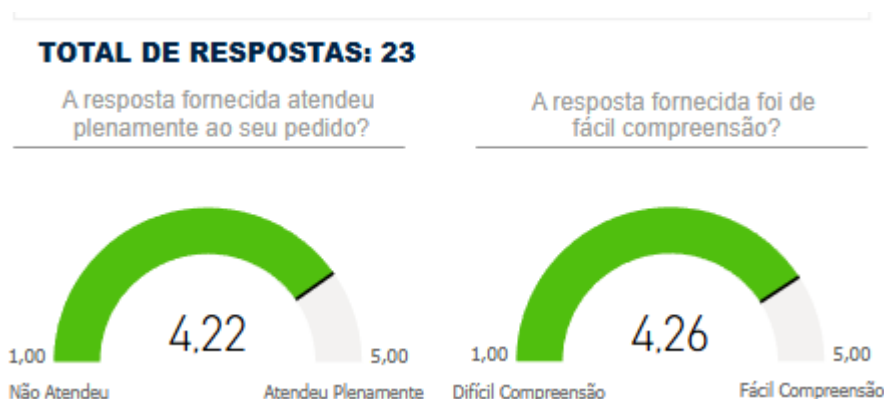 TOTAL DE RESPOSTAS: 23
A resposta fornecida atendeu
plenamente ao seu pedido?
4,22
1,00
5,00
Não Atendeu
Atendeu Plenamente
A resposta fornecida foi de
fácil compreensão?
4,26
1,00
5,00
Difícil Compreensão
Fácil Compreensão